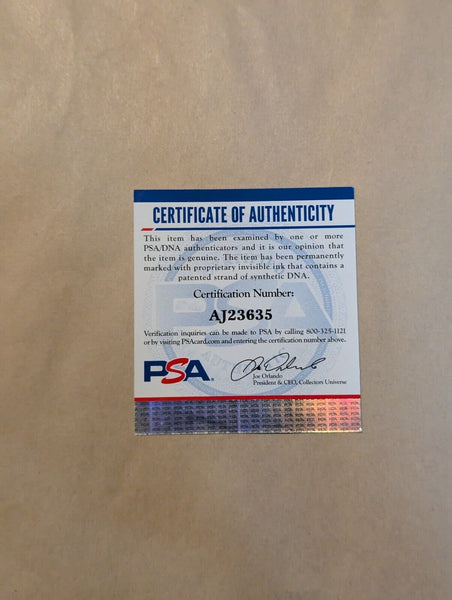 CERTIFICATE OF AUTHENTICITY
This item has been examined by one or more
PSA/DNA authenticators and it is our opinion that
the item is genuine. The item has been permanently
marked with proprietary invisible ink that contains a
patented strand of synthetic DNA.
Certification Number:
AJ23635
Verification inquiries can be made to PSA by calling 800-325-1121
or by visiting PSAcard.com and entering the certification number above.
PSA
Joe Orlando
President & CEO, Collectors Universe